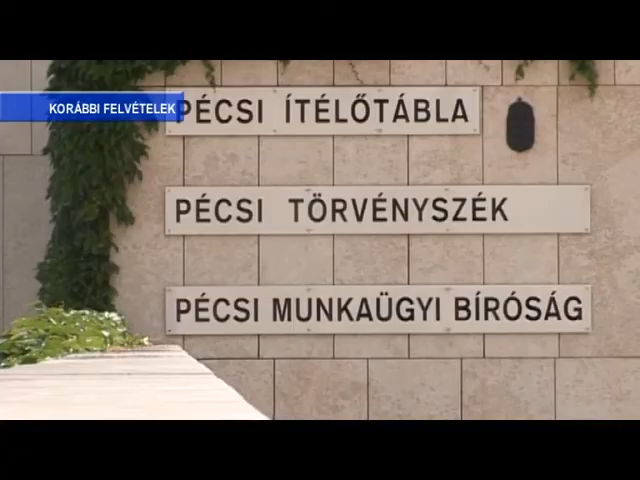 KORÁBBI FELVÉTELEK
PÉCSI ÍTÉLŐTÁBLA
PÉCSI TÖRVÉNYSZÉK
PÉCSI MUNKAÜGYI BÍRÓSÁG